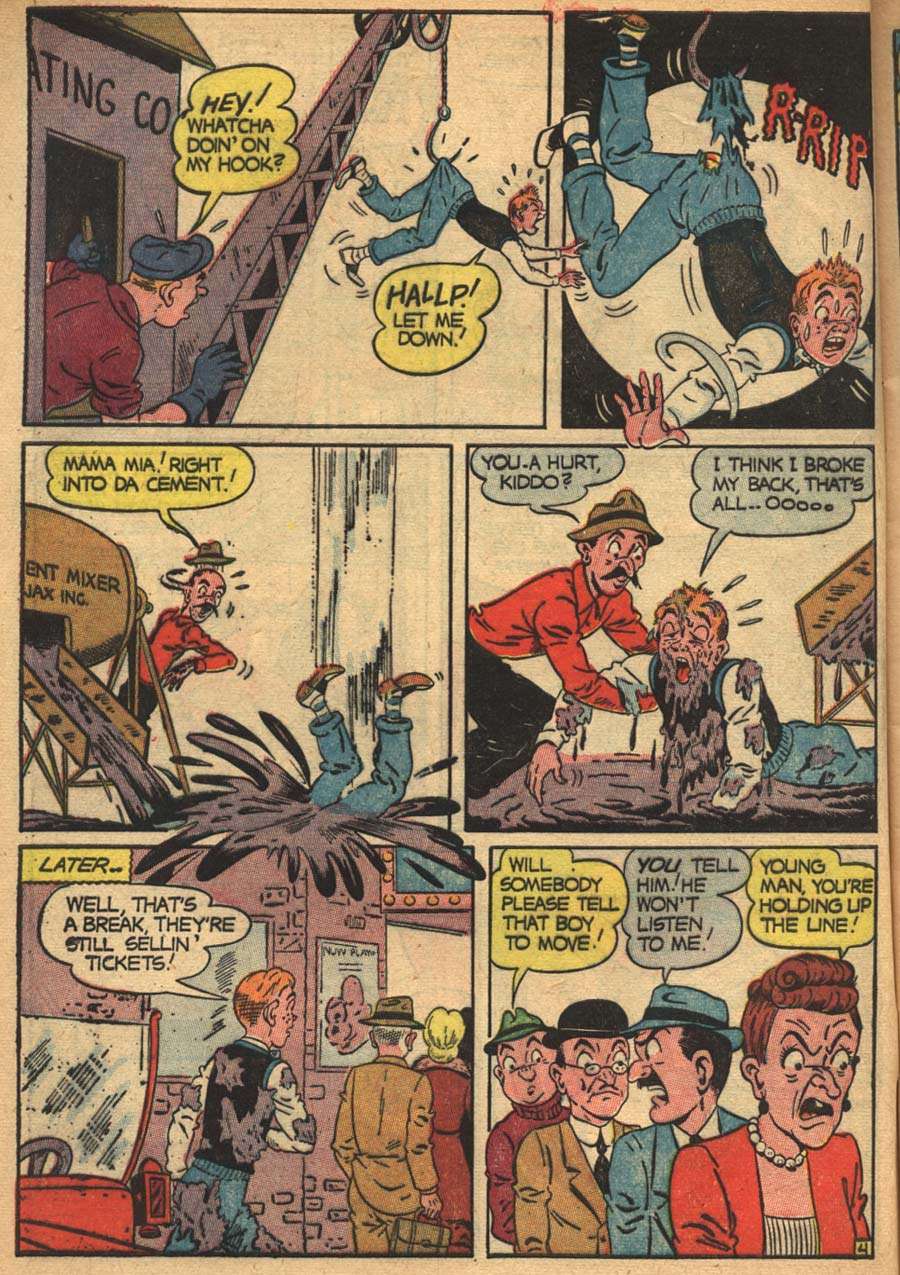 ATING CO
HEY!
WHATCHA
DOIN' ON
MY HOOK?
HALLP!
LET ME
DOWN!
R-RIP
MAMA MIA! RIGHT
INTO DA CEMENT!
ENT MIXER
JAX INC.
YOU-A HURT,
KIDDO?
I THINK I BROKE
MY BACK, THAT'S
ALL.. OOOO..
LATER..
WELL, THAT'S
A BREAK, THEY'RE
STILL SELLIN'
TICKETS!
NOW PLAY
WILL
SOMEBODY
PLEASE TELL
THAT BOY
TO MOVE!
YOU TELL
HIM! HE
WON'T
LISTEN
TO ME!
YOUNG
MAN, YOU'RE
HOLDING UP
THE LINE!
4